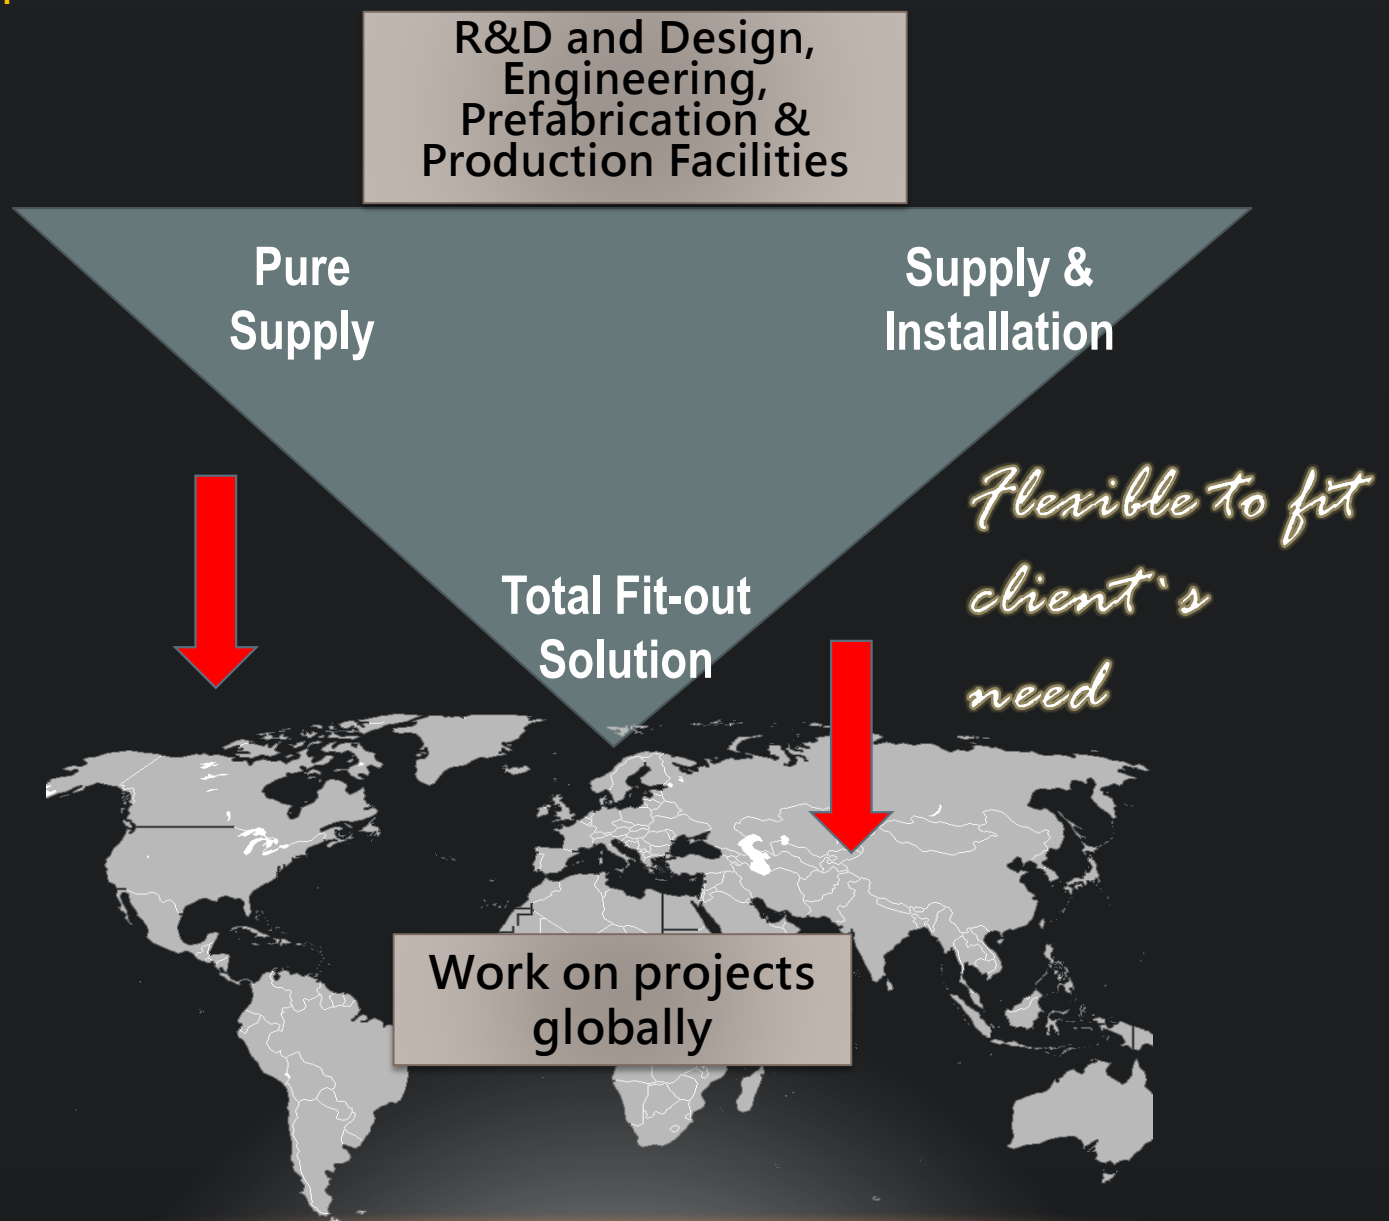 R&D and Design,
Engineering,
Prefabrication &
Production Facilities
Pure
Supply
Supply &
Installation
Flexible to fit
client`s
need
Total Fit-out
Solution
Work on projects
globally